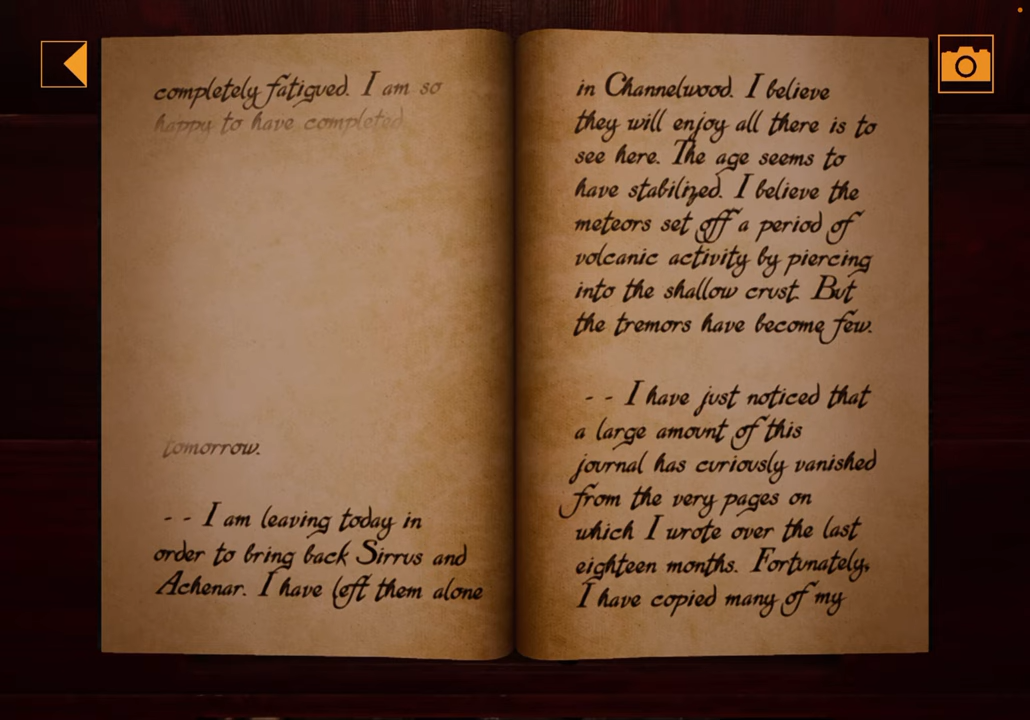 completely fatigued. I am so
happy to have completed
tomorrow.
- - I am leaving today in
order to bring back Sirrus and
Achenar. I have left them alone
in Channelwood. I believe
they will enjoy all there is to
see here. The age seems to
have stabilized. I believe the
meteors set off a period of
volcanic activity by piercing
into the shallow crust. But
the tremors have become few.
- - I have just noticed that
a large amount of this
journal has curiously vanished
from the very pages on
which I wrote over the last
eighteen months. Fortunately,
I have copied many of my